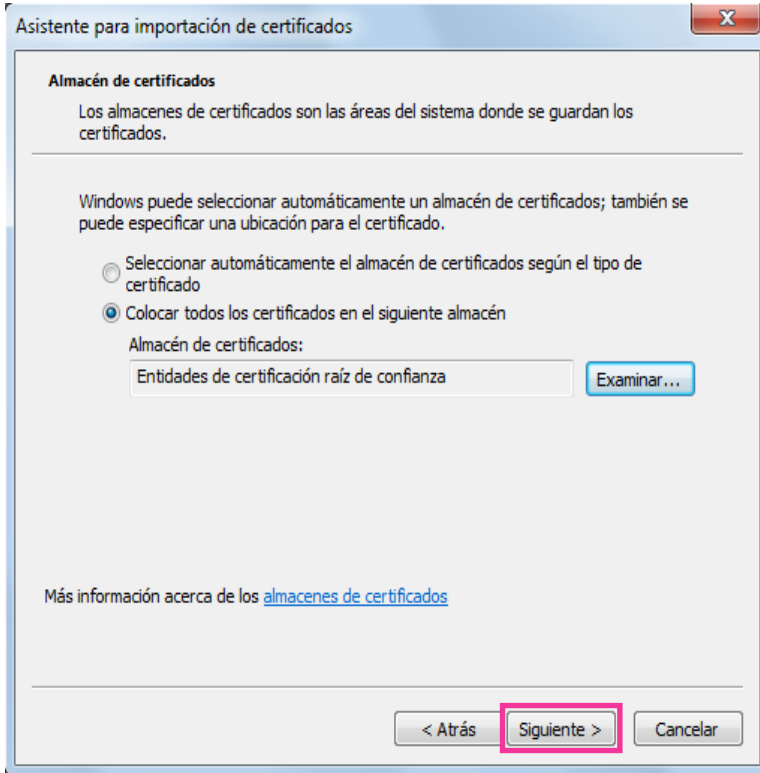 Asistente para importación de certificados
X
Almacén de certificados
Los almacenes de certificados son las áreas del sistema donde se guardan los
certificados.
Windows puede seleccionar automáticamente un almacén de certificados; también se
puede especificar una ubicación para el certificado.
Seleccionar automáticamente el almacén de certificados según el tipo de
certificado
Colocar todos los certificados en el siguiente almacén
Almacén de certificados:
Entidades de certificación raíz de confianza
Examinar...
Más información acerca de los almacenes de certificados
< Atrás
Siguiente >
Cancelar